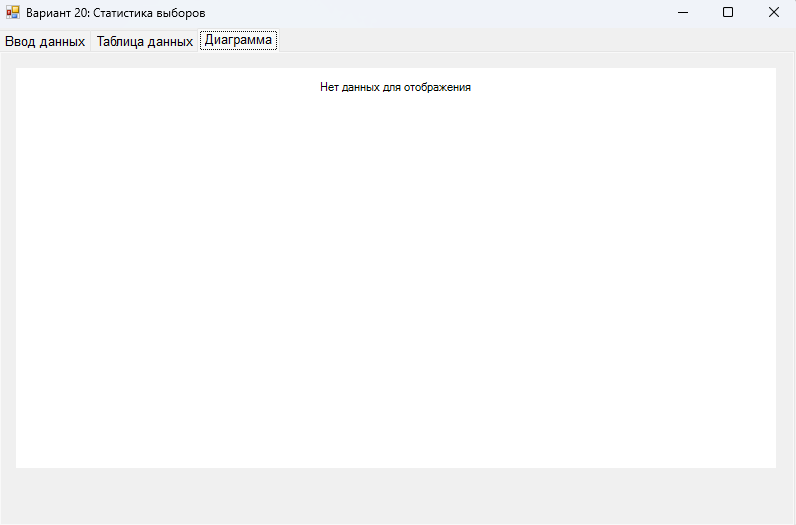 Вариант 20: Статистика выборов
Ввод данных Таблица данных Диаграмма
Нет данных для отображения